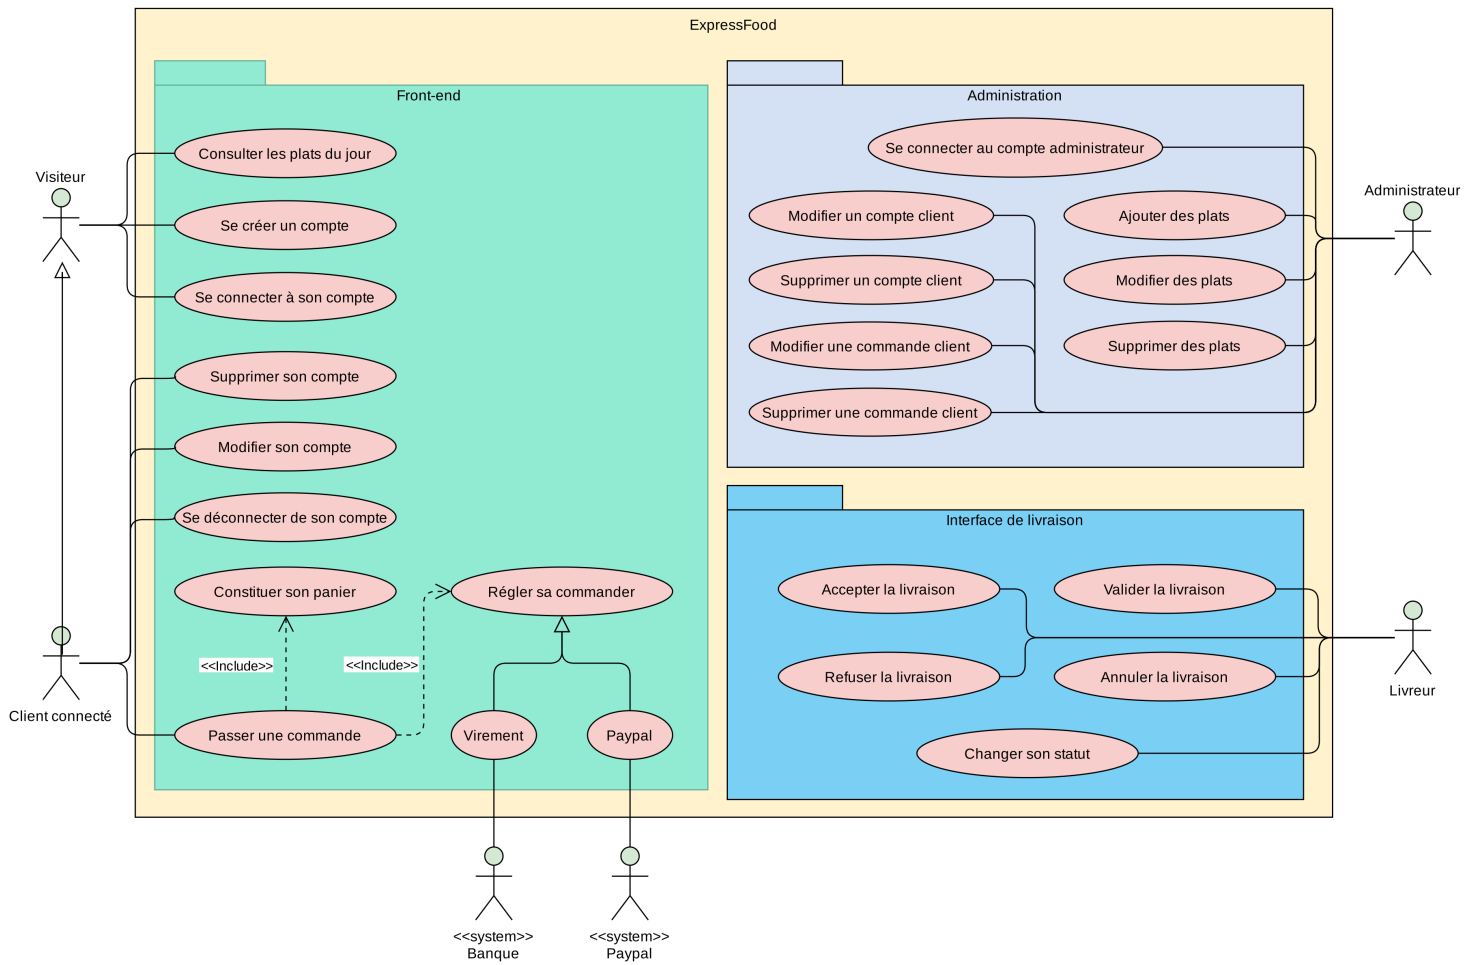 ExpressFood
Front-end
Administration
Consulter les plats du jour
Se connecter au compte administrateur
Visiteur
Administrateur
Se créer un compte
Modifier un compte client
Ajouter des plats
Se connecter à son compte
Supprimer un compte client
Modifier des plats
Supprimer son compte
Modifier une commande client
Supprimer des plats
Modifier son compte
Supprimer une commande client
Se déconnecter de son compte
Interface de livraison
Constituer son panier
Régler sa commander
Accepter la livraison
Valider la livraison
<<Include>>
<<Include>>
Refuser la livraison
Annuler la livraison
Livreur
Client connecté
Passer une commande
Virement
Paypal
Changer son statut
<<system>>
Banque
<<system>>
Paypal